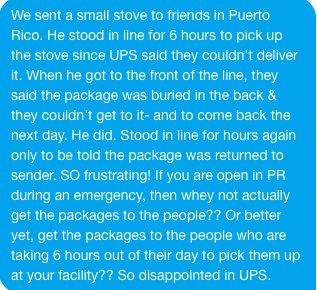 We sent a small stove to friends in Puerto
Rico. He stood in line for 6 hours to pick up
the stove since UPS said they couldn't deliver
it. When he got to the front of the line, they
said the package was buried in the back &
they couldn't get to it- and to come back the
next day. He did. Stood in line for hours again
only to be told the package was returned to
sender. SO frustrating! If you are open in PR
during an emergency, then whey not actually
get the packages to the people?? Or better
yet, get the packages to the people who are
taking 6 hours out of their day to pick them up
at your facility?? So disappointed in UPS.